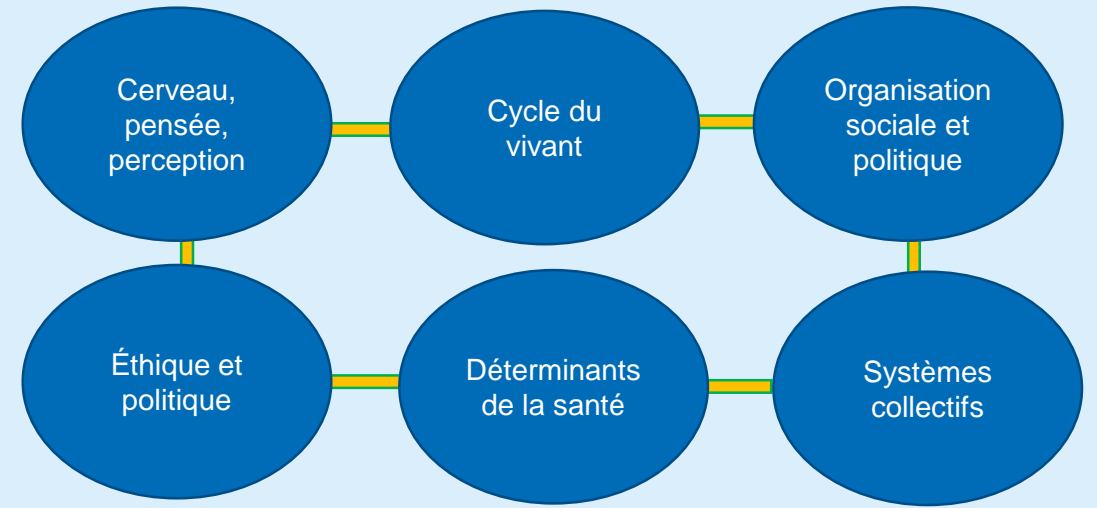 Cerveau,
pensée,
perception
Cycle du
vivant
Organisation
sociale et
politique
Éthique et
politique
Déterminants
de la santé
Systèmes
collectifs